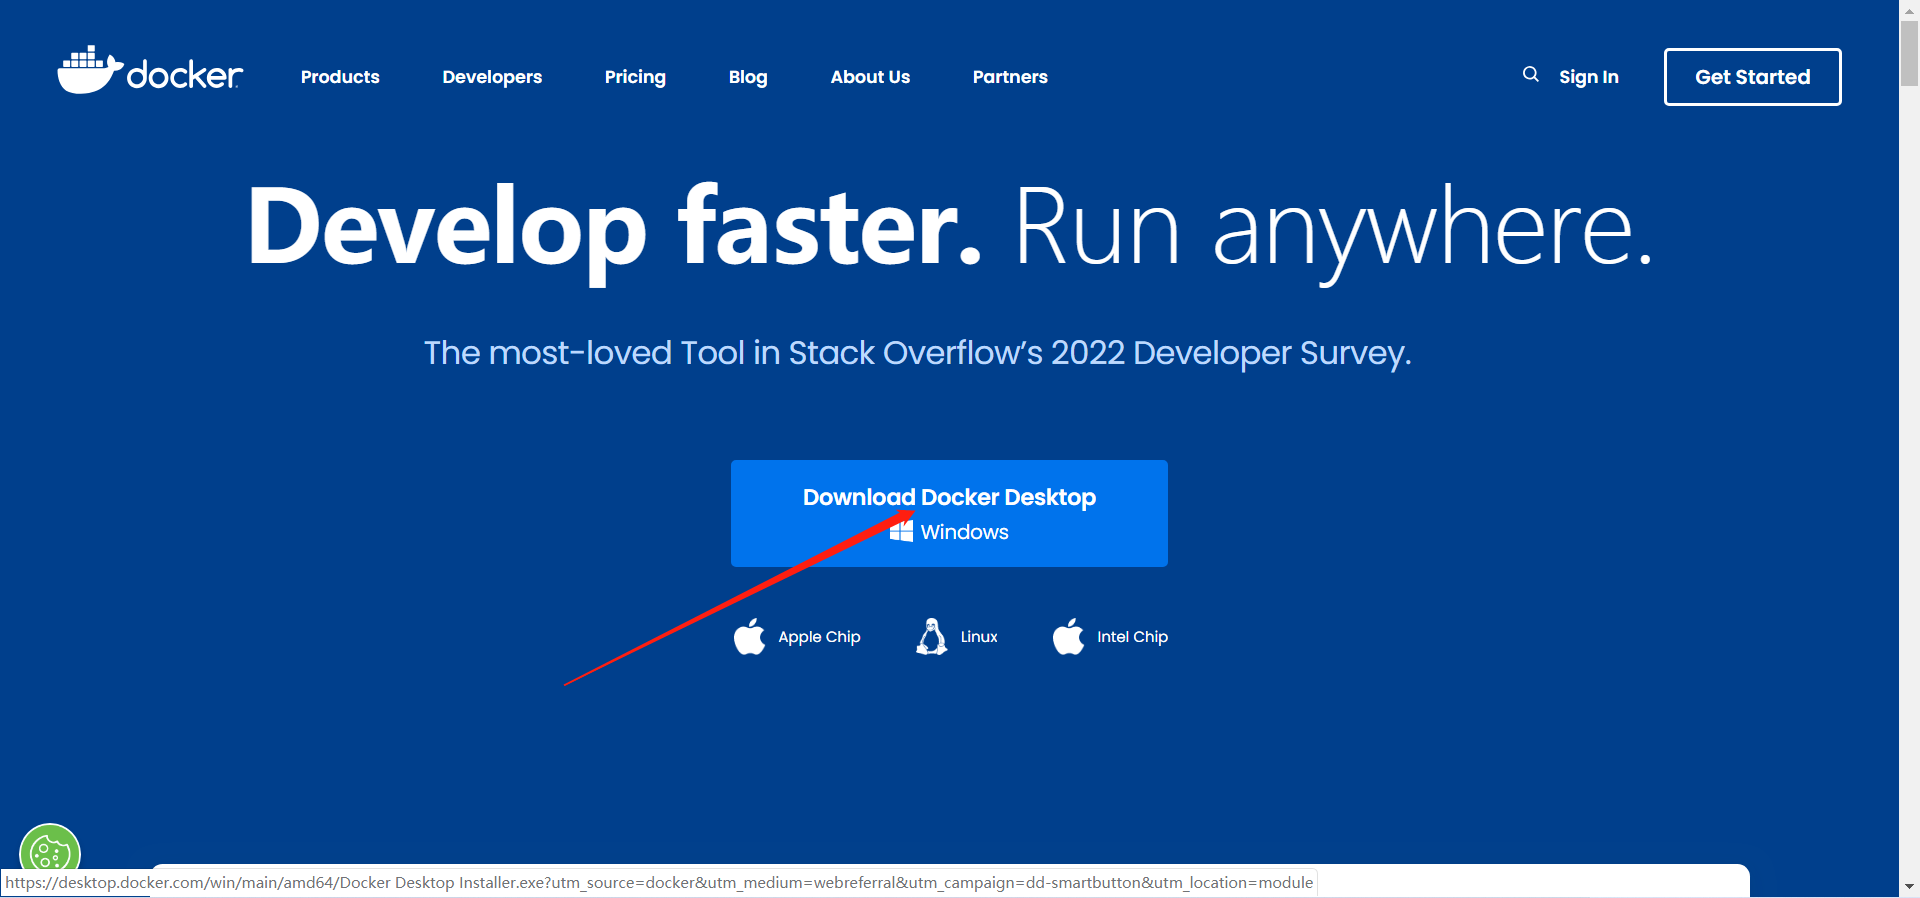 docker
Products Developers Pricing Blog About Us Partners
Sign In Get Started
Develop faster. Run anywhere.
The most-loved Tool in Stack Overflow’s 2022 Developer Survey.
Download Docker Desktop
Windows
Apple Chip Linux Intel Chip
https://desktop.docker.com/win/main/amd64/Docker Desktop Installer.exe?utm_source=docker&utm_medium=webreferral&utm_campaign=dd-smartbutton&utm_location=module